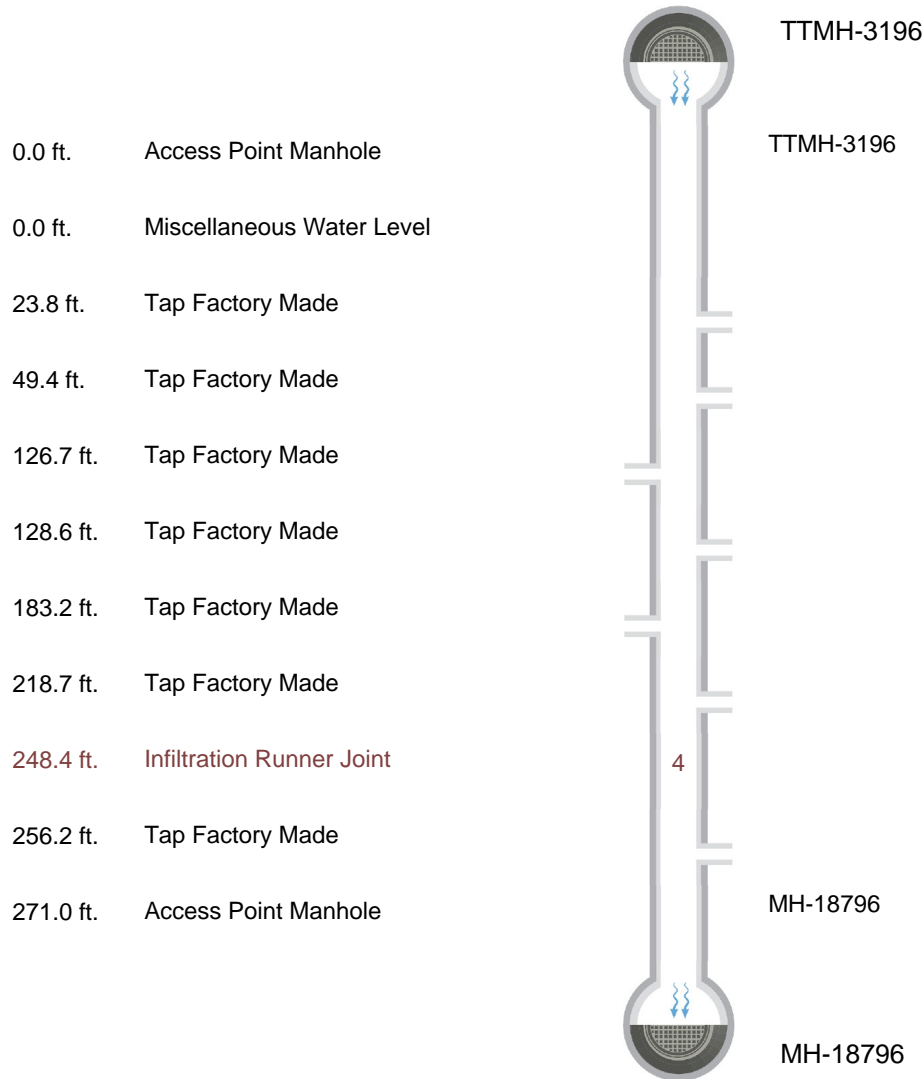 TTMH-3196
0.0 ft. Access Point Manhole TTMH-3196
0.0 ft. Miscellaneous Water Level
23.8 ft. Tap Factory Made
49.4 ft. Tap Factory Made
126.7 ft. Tap Factory Made
128.6 ft. Tap Factory Made
183.2 ft. Tap Factory Made
218.7 ft. Tap Factory Made
248.4 ft. Infiltration Runner Joint 4
256.2 ft. Tap Factory Made
271.0 ft. Access Point Manhole MH-18796
MH-18796